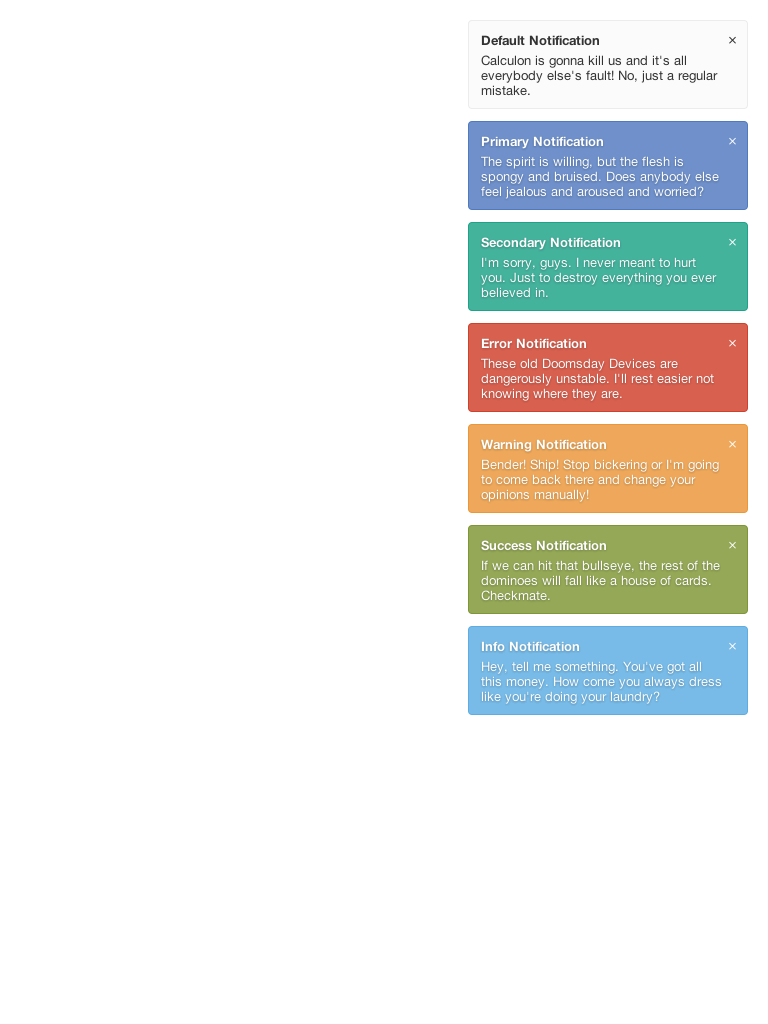 Default Notification ×
Calculon is gonna kill us and it's all
everybody else's fault! No, just a regular
mistake.
Primary Notification ×
The spirit is willing, but the flesh is
spongy and bruised. Does anybody else
feel jealous and aroused and worried?
Secondary Notification ×
I'm sorry, guys. I never meant to hurt
you. Just to destroy everything you ever
believed in.
Error Notification ×
These old Doomsday Devices are
dangerously unstable. I'll rest easier not
knowing where they are.
Warning Notification ×
Bender! Ship! Stop bickering or I'm going
to come back there and change your
opinions manually!
Success Notification ×
If we can hit that bullseye, the rest of the
dominoes will fall like a house of cards.
Checkmate.
Info Notification ×
Hey, tell me something. You've got all
this money. How come you always dress
like you're doing your laundry?